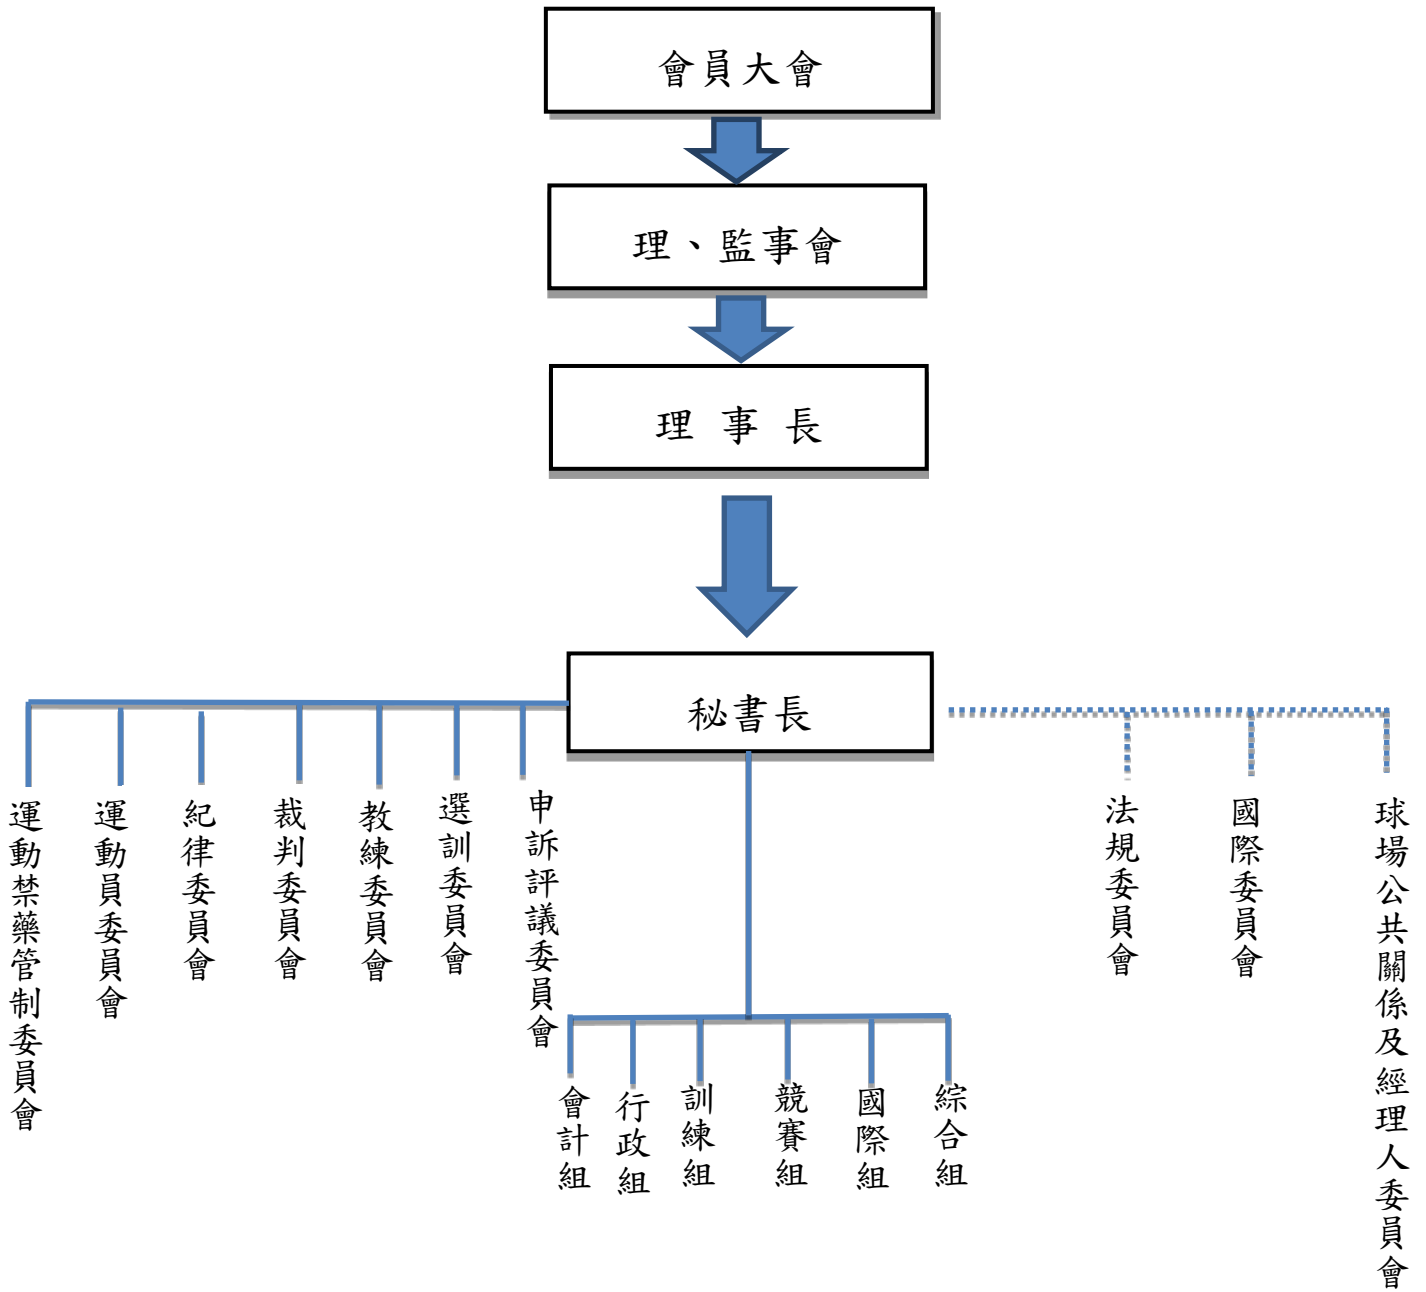 會員大會
理、監事會
理事長
秘書長
運動禁藥管制委員會
運動員委員會
紀律委員會
裁判委員會
教練委員會
選訓委員會
申訴評議委員會
法規委員會
國際委員會
球場公共關係及經理人委員會
會計組
行政組
訓練組
競賽組
國際組
綜合組